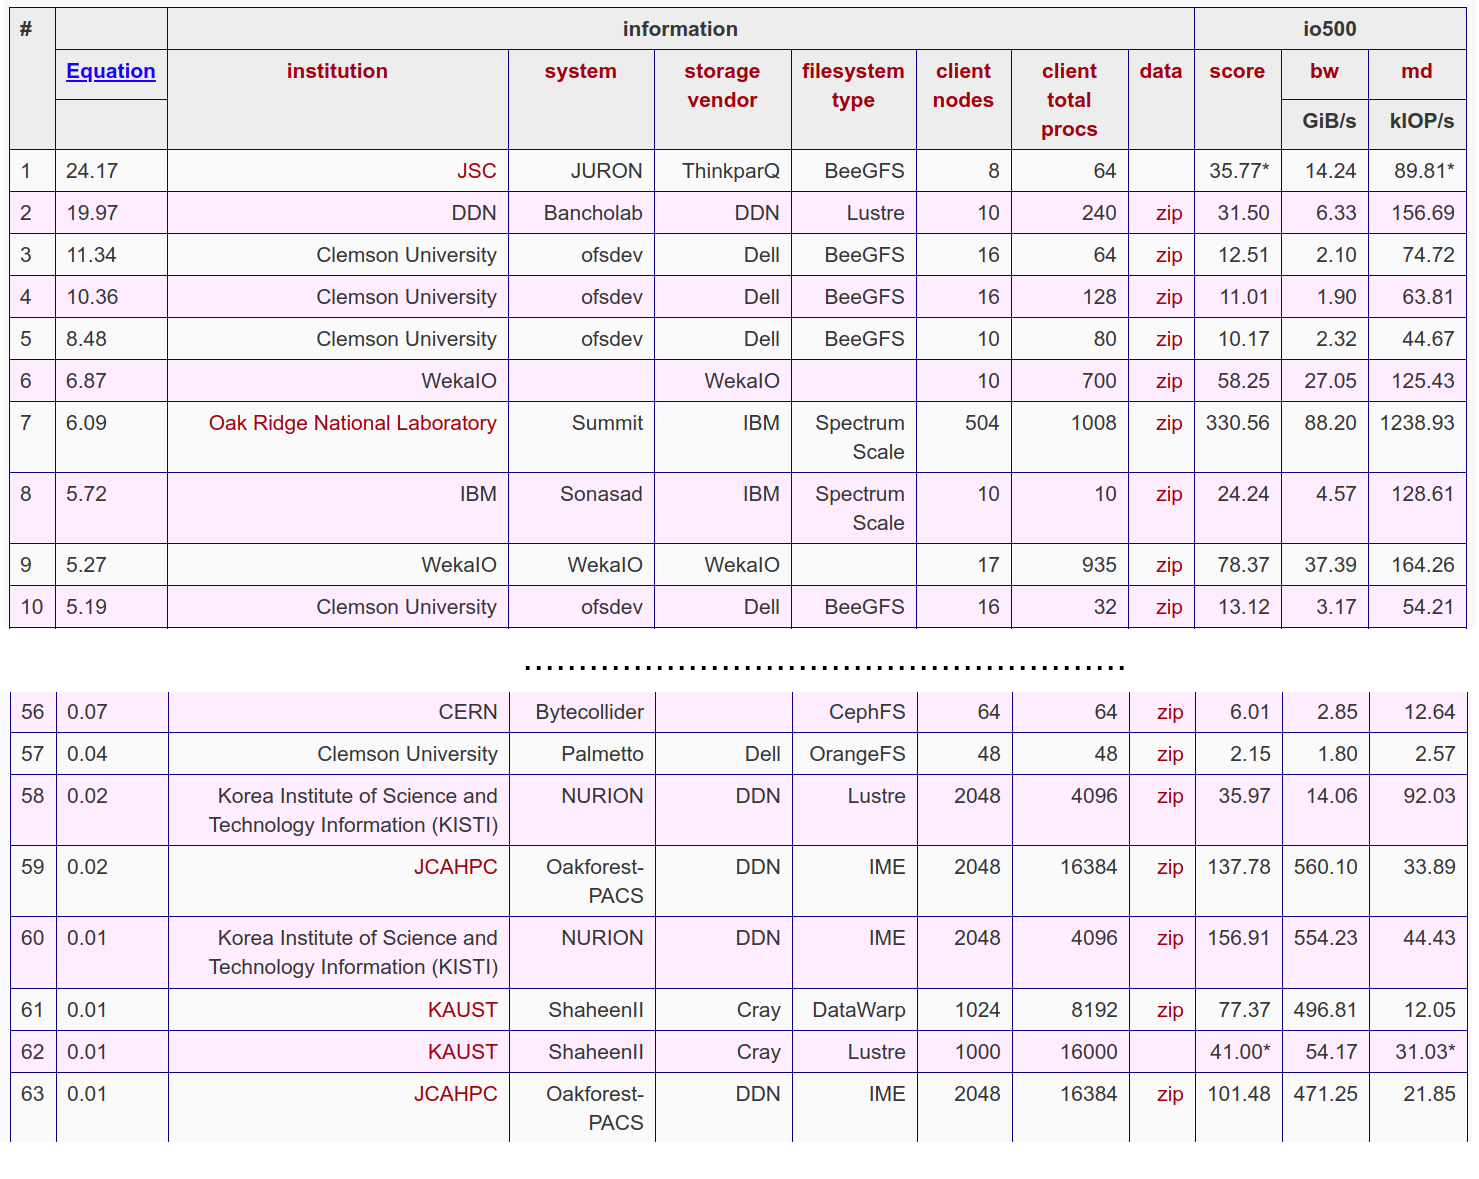 # information io500
Equation institution system storage vendor filesystem type client nodes client total procs data score bw md
GiB/s kIOP/s
1 24.17 JSC JURON ThinkparQ BeeGFS 8 64 35.77* 14.24 89.81*
2 19.97 DDN Bancholab DDN Lustre 10 240 zip 31.50 6.33 156.69
3 11.34 Clemson University ofsdev Dell BeeGFS 16 64 zip 12.51 2.10 74.72
4 10.36 Clemson University ofsdev Dell BeeGFS 16 128 zip 11.01 1.90 63.81
5 8.48 Clemson University ofsdev Dell BeeGFS 10 80 zip 10.17 2.32 44.67
6 6.87 WekaIO WekaIO 10 700 zip 58.25 27.05 125.43
7 6.09 Oak Ridge National Laboratory Summit IBM Spectrum Scale 504 1008 zip 330.56 88.20 1238.93
8 5.72 IBM Sonasad IBM Spectrum Scale 10 10 zip 24.24 4.57 128.61
9 5.27 WekaIO WekaIO WekaIO 17 935 zip 78.37 37.39 164.26
10 5.19 Clemson University ofsdev Dell BeeGFS 16 32 zip 13.12 3.17 54.21
.......................................................
56 0.07 CERN Bytecollider CephFS 64 64 zip 6.01 2.85 12.64
57 0.04 Clemson University Palmetto Dell OrangeFS 48 48 zip 2.15 1.80 2.57
58 0.02 Korea Institute of Science and Technology Information (KISTI) NURION DDN Lustre 2048 4096 zip 35.97 14.06 92.03
59 0.02 JCAHPC Oakforest-PACS DDN IME 2048 16384 zip 137.78 560.10 33.89
60 0.01 Korea Institute of Science and Technology Information (KISTI) NURION DDN IME 2048 4096 zip 156.91 554.23 44.43
61 0.01 KAUST ShaheenII Cray DataWarp 1024 8192 zip 77.37 496.81 12.05
62 0.01 KAUST ShaheenII Cray Lustre 1000 16000 41.00* 54.17 31.03*
63 0.01 JCAHPC Oakforest-PACS DDN IME 2048 16384 zip 101.48 471.25 21.85